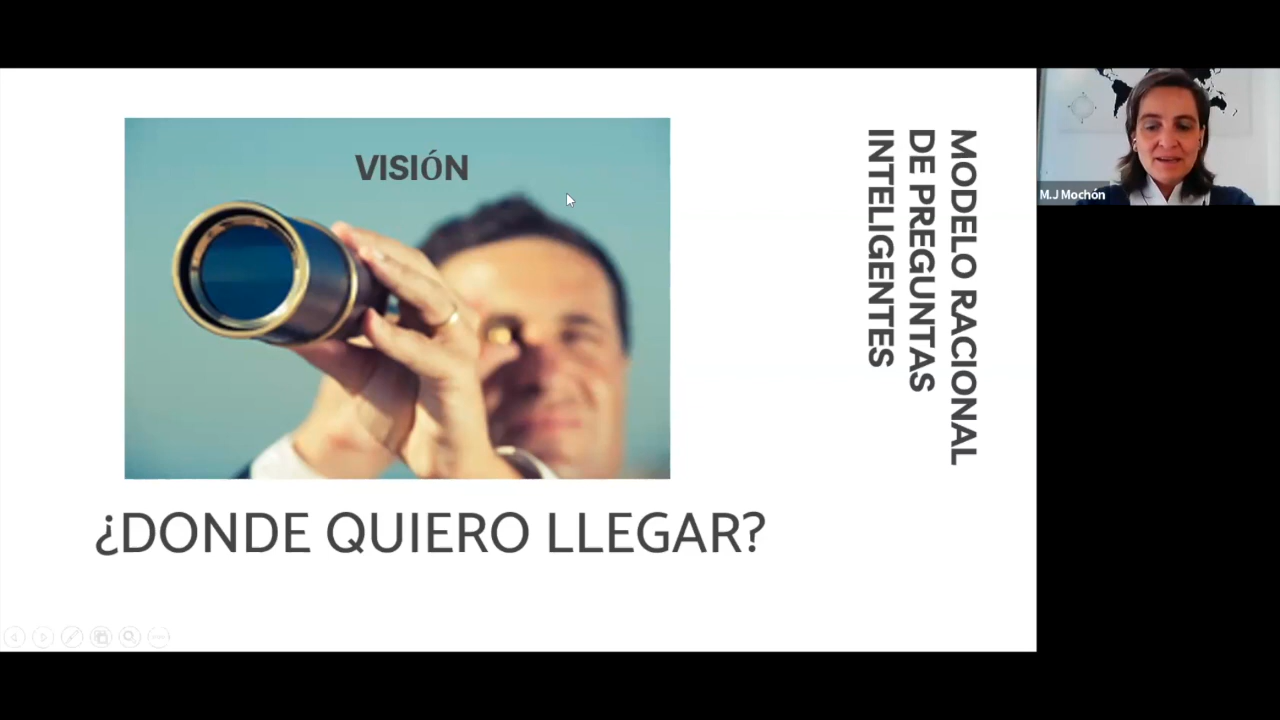 VISIÓN
¿DONDE QUIERO LLEGAR?
MODELO RACIONAL
DE PREGUNTAS
INTELIGENTES
M.J Mochón